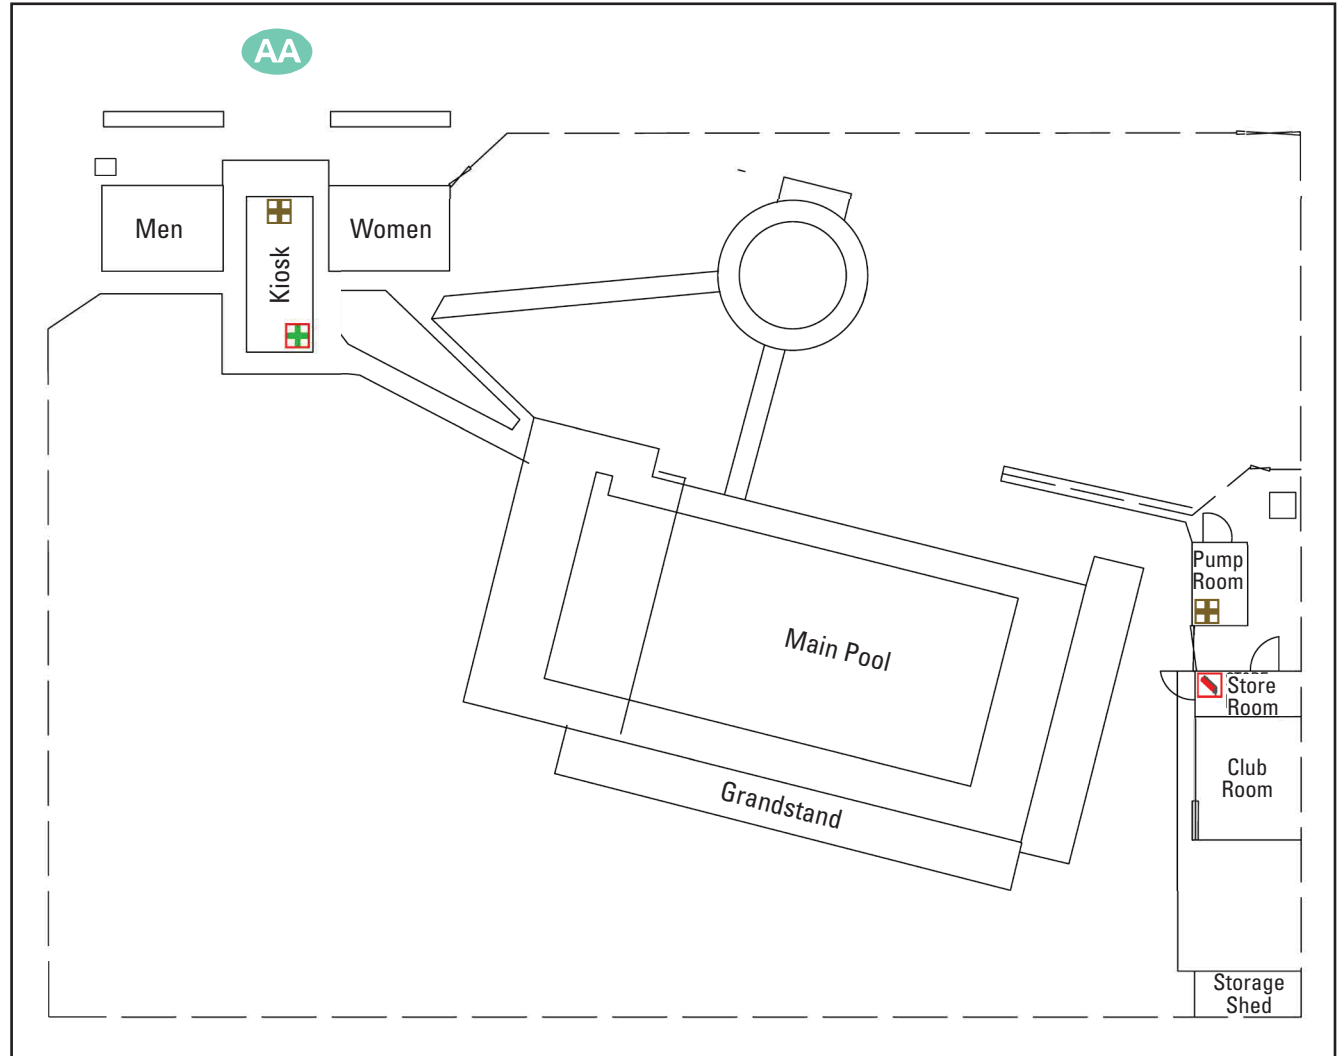 AA
Men
Kiosk
Women
Pump
Room
Main Pool
Store
Room
Club
Room
Grandstand
Storage
Shed